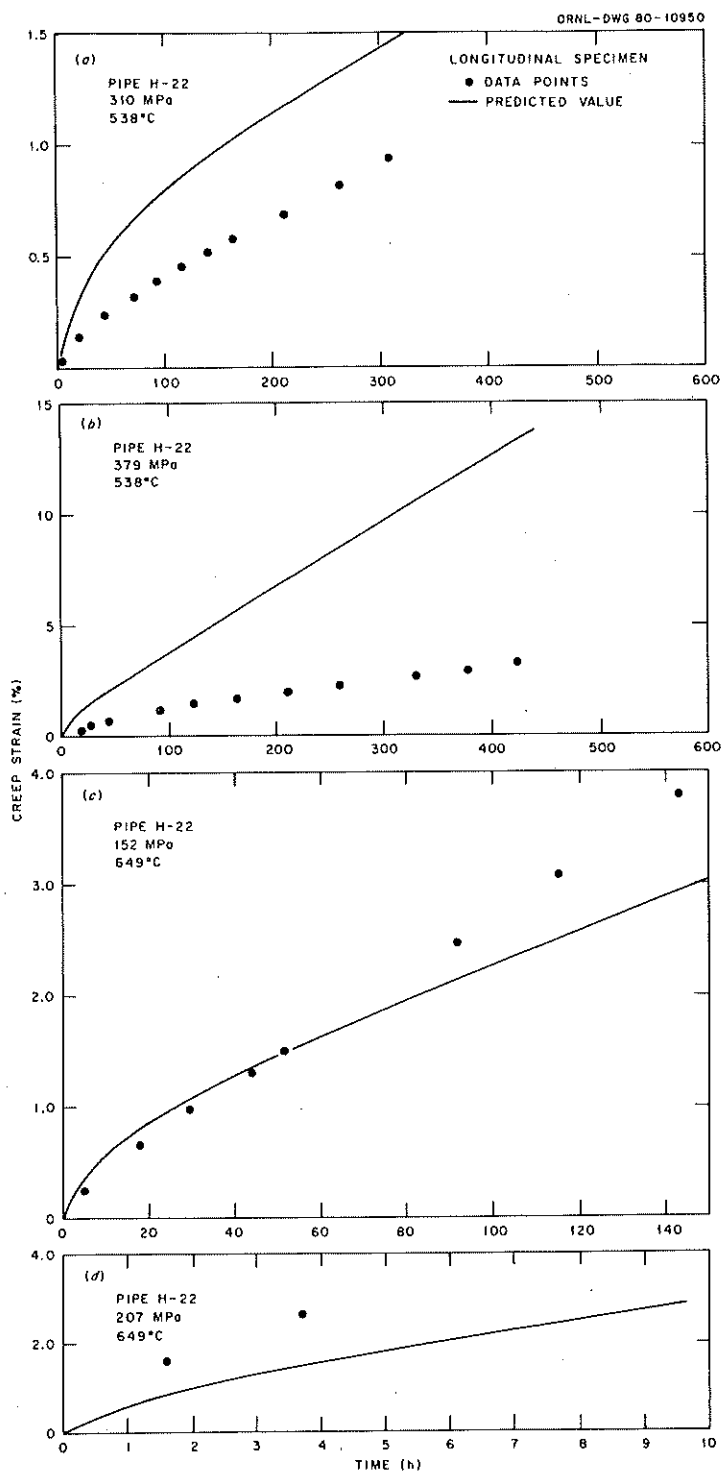 ORNL-DWG 80-10950
(a)
PIPE H-22
310 MPa
538°C
LONGITUDINAL SPECIMEN
● DATA POINTS
— PREDICTED VALUE
1.5
1.0
0.5
0 100 200 300 400 500 600
(b)
PIPE H-22
379 MPa
538°C
15
10
5
0
0 100 200 300 400 500 600
CREEP STRAIN (%)
(c)
PIPE H-22
152 MPa
649°C
4.0
3.0
2.0
1.0
0
0 20 40 60 80 100 120 140
(d)
PIPE H-22
207 MPa
649°C
4.0
2.0
0
0 1 2 3 4 5 6 7 8 9 10
TIME (h)